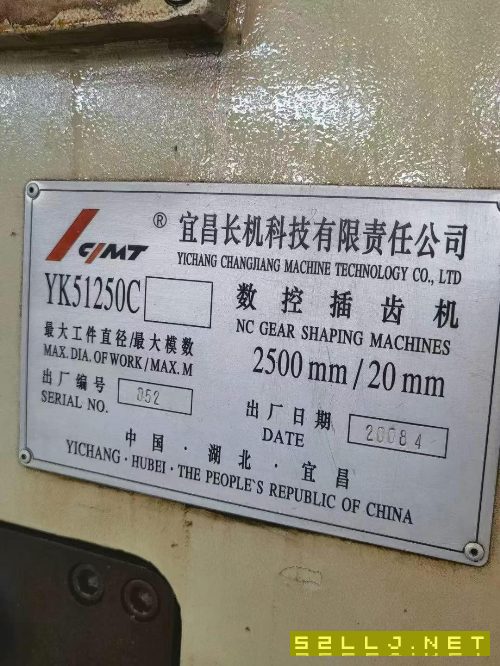 CJMT ® 宜昌长机科技有限责任公司
YICHANG CHANGJIANG MACHINE TECHNOLOGY CO., LTD
YK51250C 数控插齿机
NC GEAR SHAPING MACHINES
最大工件直径/最大模数
MAX. DIA. OF WORK / MAX. M 2500 mm / 20 mm
出厂编号 052
SERIAL NO.
出厂日期 20084
DATE
中国·湖北·宜昌
YICHANG·HUBEI·THE PEOPLE`S REPUBLIC OF CHINA
52LLJ.NET